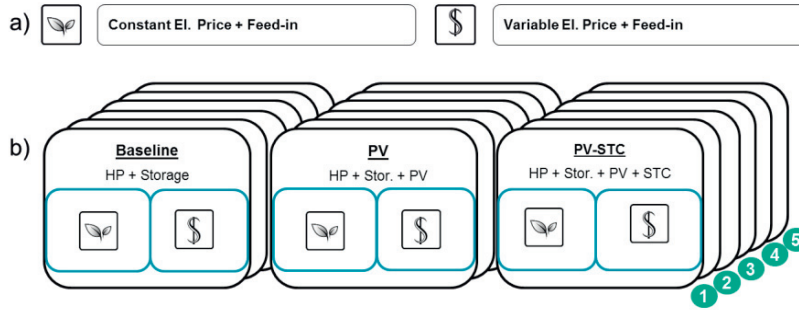 a) Constant El. Price + Feed-in $ Variable El. Price + Feed-in
b) Baseline PV PV-STC
HP + Storage HP + Stor. + PV HP + Stor. + PV + STC
$ $ $
1 2 3 4 5